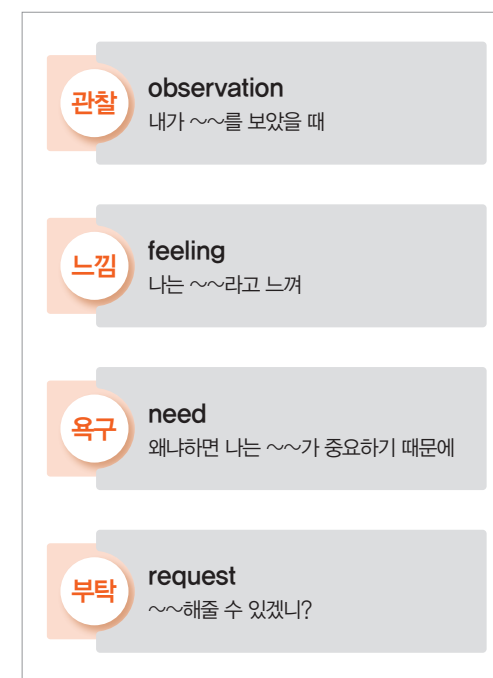 관찰
observation
내가 ～～를 보았을 때
느낌
feeling
나는 ～～라고 느껴
욕구
need
왜냐하면 나는 ～～가 중요하기 때문에
부탁
request
～～해줄 수 있겠니?